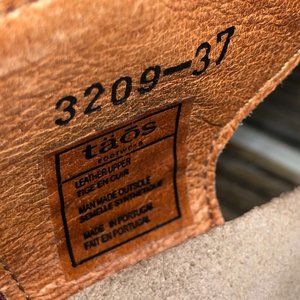 3209-37
taos
FOOTWEAR
LEATHER UPPER
TIGE EN CUIR
MAN MADE OUTSOLE
SEMELLE SYNTHETIQUE
MADE IN PORTUGAL
FAIT EN PORTUGAL